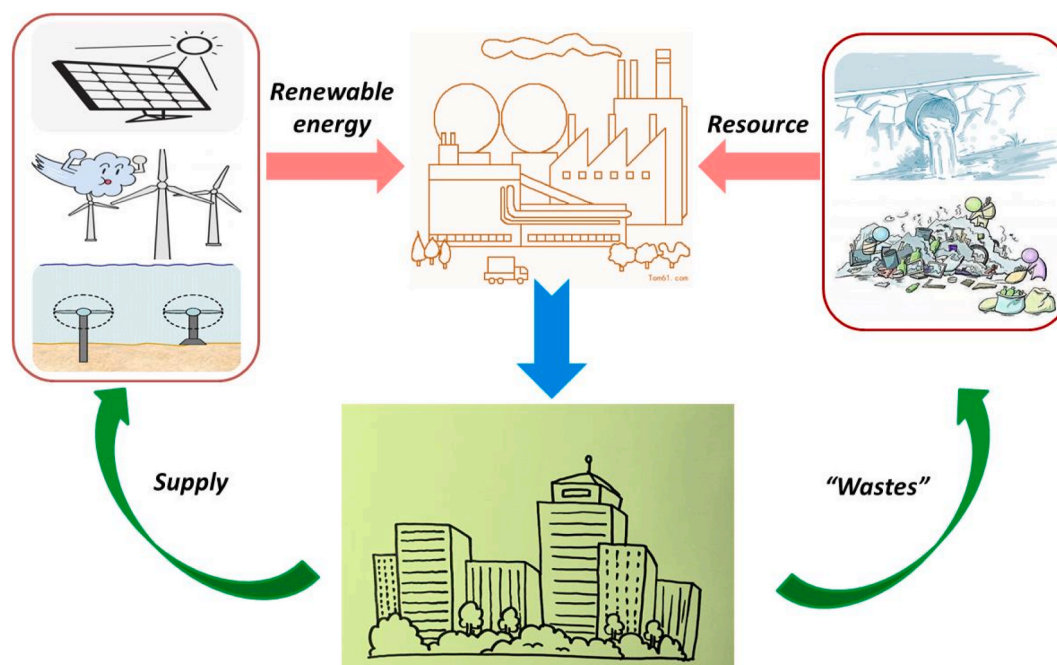 Renewable
energy
Resource
Tom61.com
Supply
“Wastes”